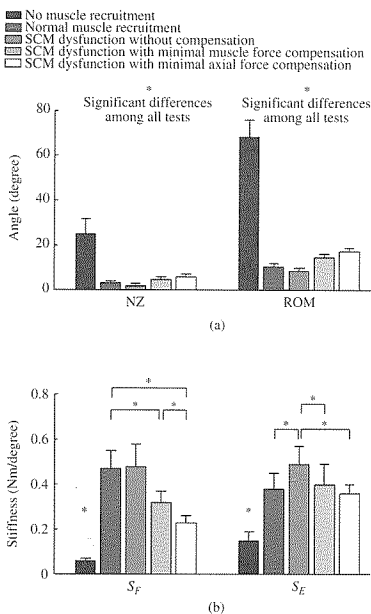 No muscle recruitment
Normal muscle recruitment
SCM dysfunction without compensation
SCM dysfunction with minimal muscle force compensation
SCM dysfunction with minimal axial force compensation
* *
Significant differences Significant differences
among all tests among all tests
80
60
40
20
0
Angle (degree)
NZ ROM
(a)
0.8
0.6
0.4
0.2
0
Stiffness (Nm/degree)
*
* *
*
* *
*
*
S_F S_E
(b)